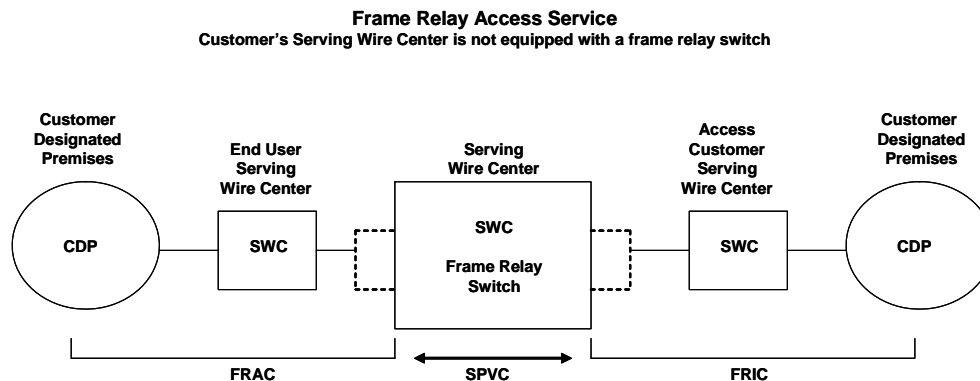 Frame Relay Access Service
Customer's Serving Wire Center is not equipped with a frame relay switch
Customer
Designated
Premises
End User
Serving
Wire Center
Serving
Wire Center
Access
Customer
Serving
Wire Center
Customer
Designated
Premises
CDP
SWC
SWC
Frame Relay
Switch
SWC
CDP
FRAC
SPVC
FRIC